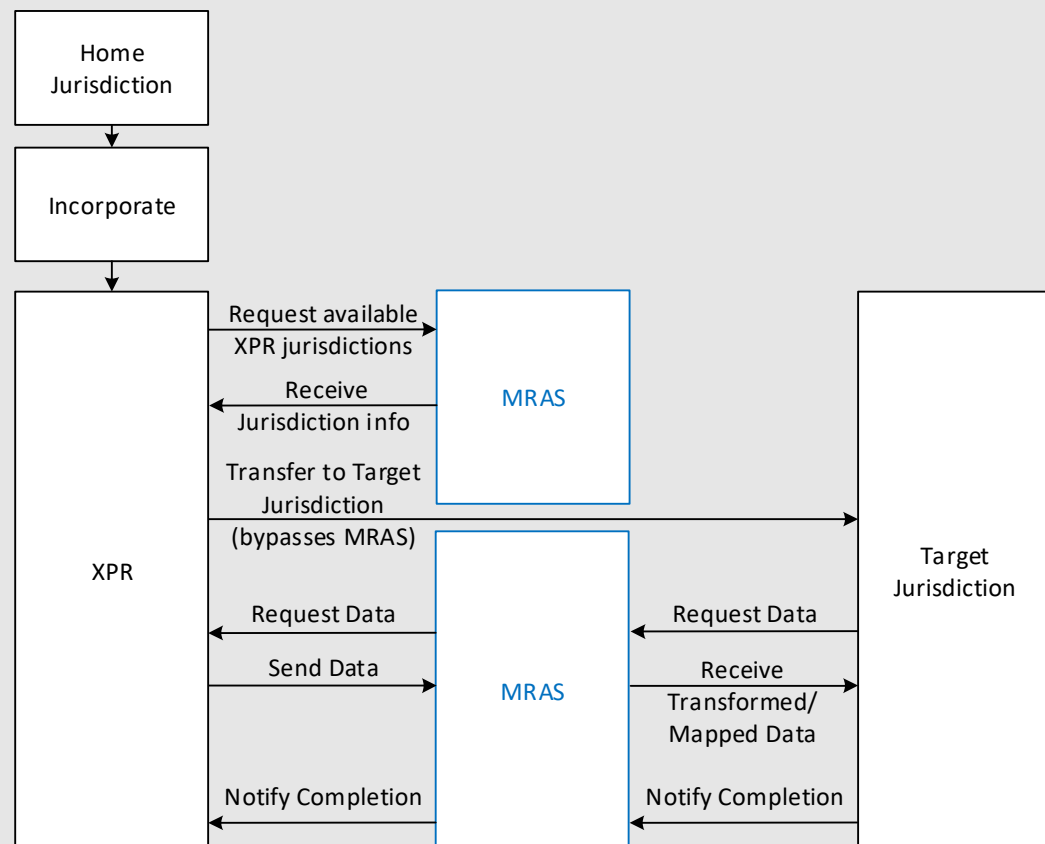 Home
Jurisdiction
Incorporate
Request available
XPR jurisdictions
Receive
Jurisdiction info
MRAS
Transfer to Target
Jurisdiction
(bypasses MRAS)
XPR
Target
Jurisdiction
Request Data
Request Data
Send Data
MRAS
Receive
Transformed/
Mapped Data
Notify Completion
Notify Completion